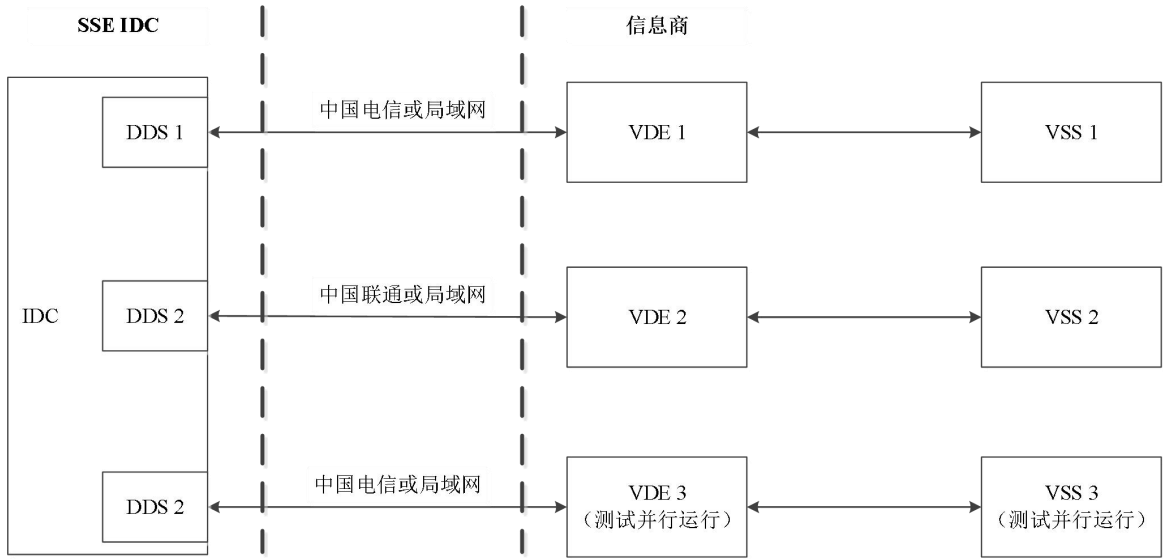 SSE IDC
信息商
中国电信或局域网
DDS 1
VDE 1
VSS 1
中国联通或局域网
IDC
DDS 2
VDE 2
VSS 2
中国电信或局域网
DDS 2
VDE 3
（测试并行运行）
VSS 3
（测试并行运行）